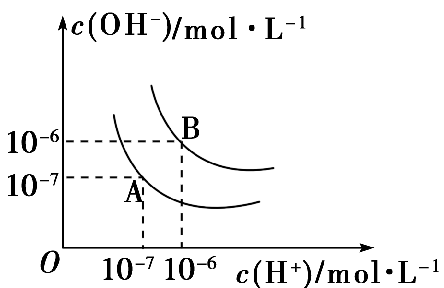 c(OH⁻)/mol·L⁻¹
10⁻⁶
B
10⁻⁷
A
O
10⁻⁷ 10⁻⁶ c(H⁺)/mol·L⁻¹